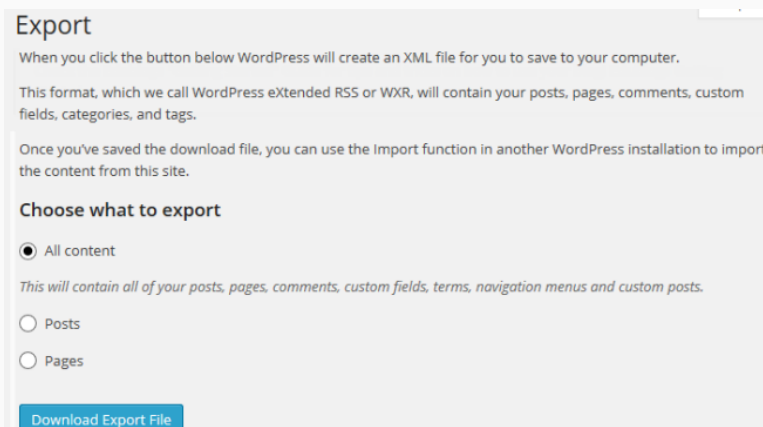 Export
When you click the button below WordPress will create an XML file for you to save to your computer.
This format, which we call WordPress eXtended RSS or WXR, will contain your posts, pages, comments, custom
fields, categories, and tags.
Once you've saved the download file, you can use the Import function in another WordPress installation to import
the content from this site.
Choose what to export
All content
This will contain all of your posts, pages, comments, custom fields, terms, navigation menus and custom posts.
Posts
Pages
Download Export File